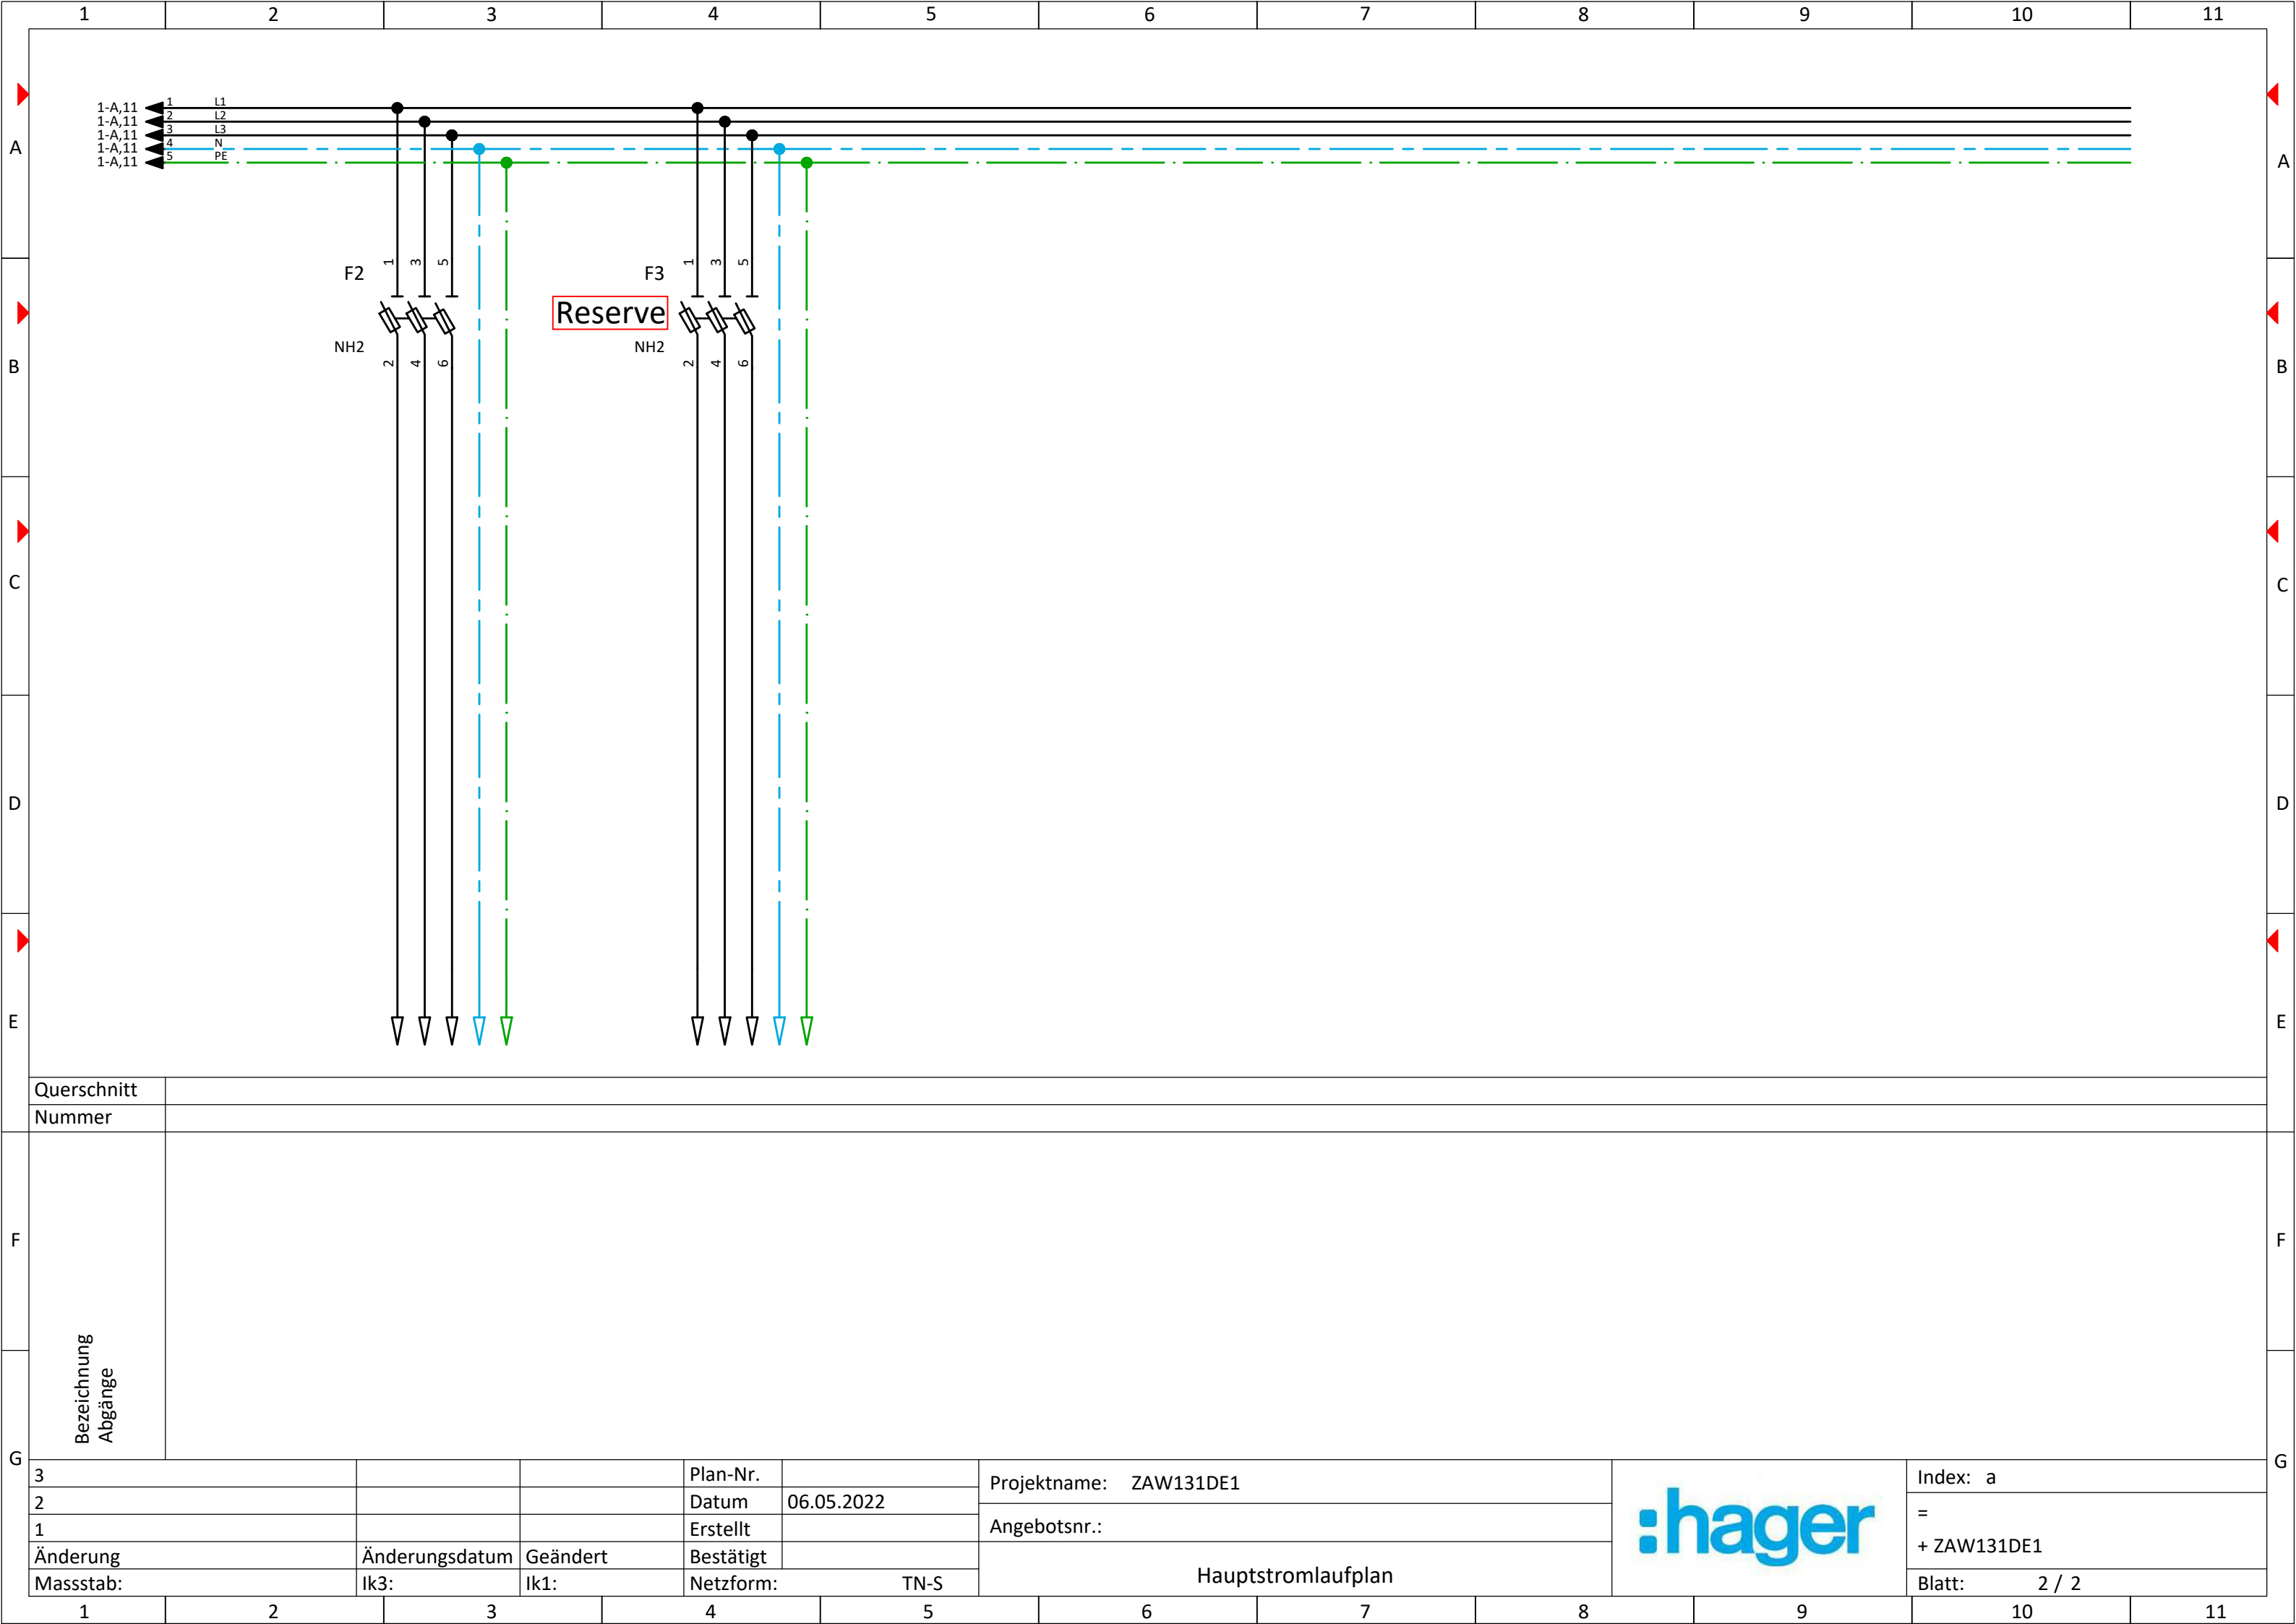 1 2 3 4 5 6 7 8 9 10 11
1-A,11 1 L1
1-A,11 2 L2
1-A,11 3 L3
1-A,11 4 N
1-A,11 5 PE
A A
1 3 5 1 3 5
F2 F3
Reserve
NH2 NH2
2 4 6 2 4 6
B B
C C
D D
E E
Querschnitt
Nummer
F F
Bezeichnung
Abgänge
G G
3 Plan-Nr.
2 Datum 06.05.2022
1 Erstellt
Änderung Änderungsdatum Geändert Bestätigt
Massstab: Ik3: Ik1: Netzform: TN-S
Projektname: ZAW131DE1
Angebotsnr.:
Hauptstromlaufplan
:hager
Index: a
=
+ ZAW131DE1
Blatt: 2 / 2
1 2 3 4 5 6 7 8 9 10 11